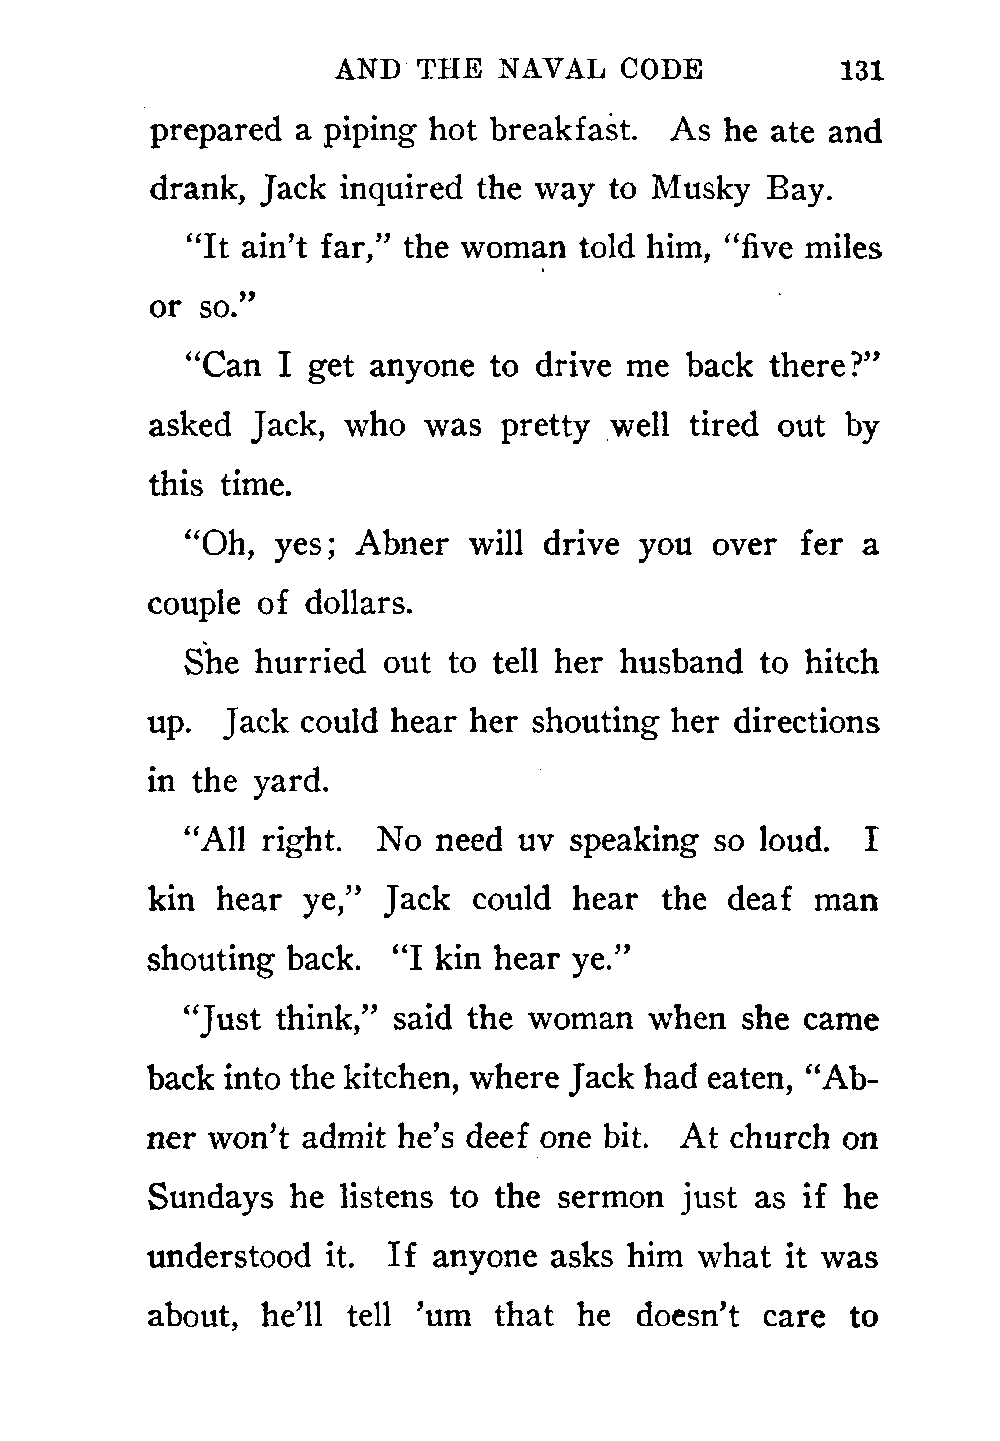 AND THE NAVAL CODE 131
prepared a piping hot breakfast. As he ate and
drank, Jack inquired the way to Musky Bay.
“It ain’t far,” the woman told him, “five miles
or so.”
“Can I get anyone to drive me back there?”
asked Jack, who was pretty well tired out by
this time.
“Oh, yes; Abner will drive you over fer a
couple of dollars.
She hurried out to tell her husband to hitch
up. Jack could hear her shouting her directions
in the yard.
“All right. No need uv speaking so loud. I
kin hear ye,” Jack could hear the deaf man
shouting back. “I kin hear ye.”
“Just think,” said the woman when she came
back into the kitchen, where Jack had eaten, “Ab-
ner won’t admit he’s deef one bit. At church on
Sundays he listens to the sermon just as if he
understood it. If anyone asks him what it was
about, he’ll tell ’um that he doesn’t care to